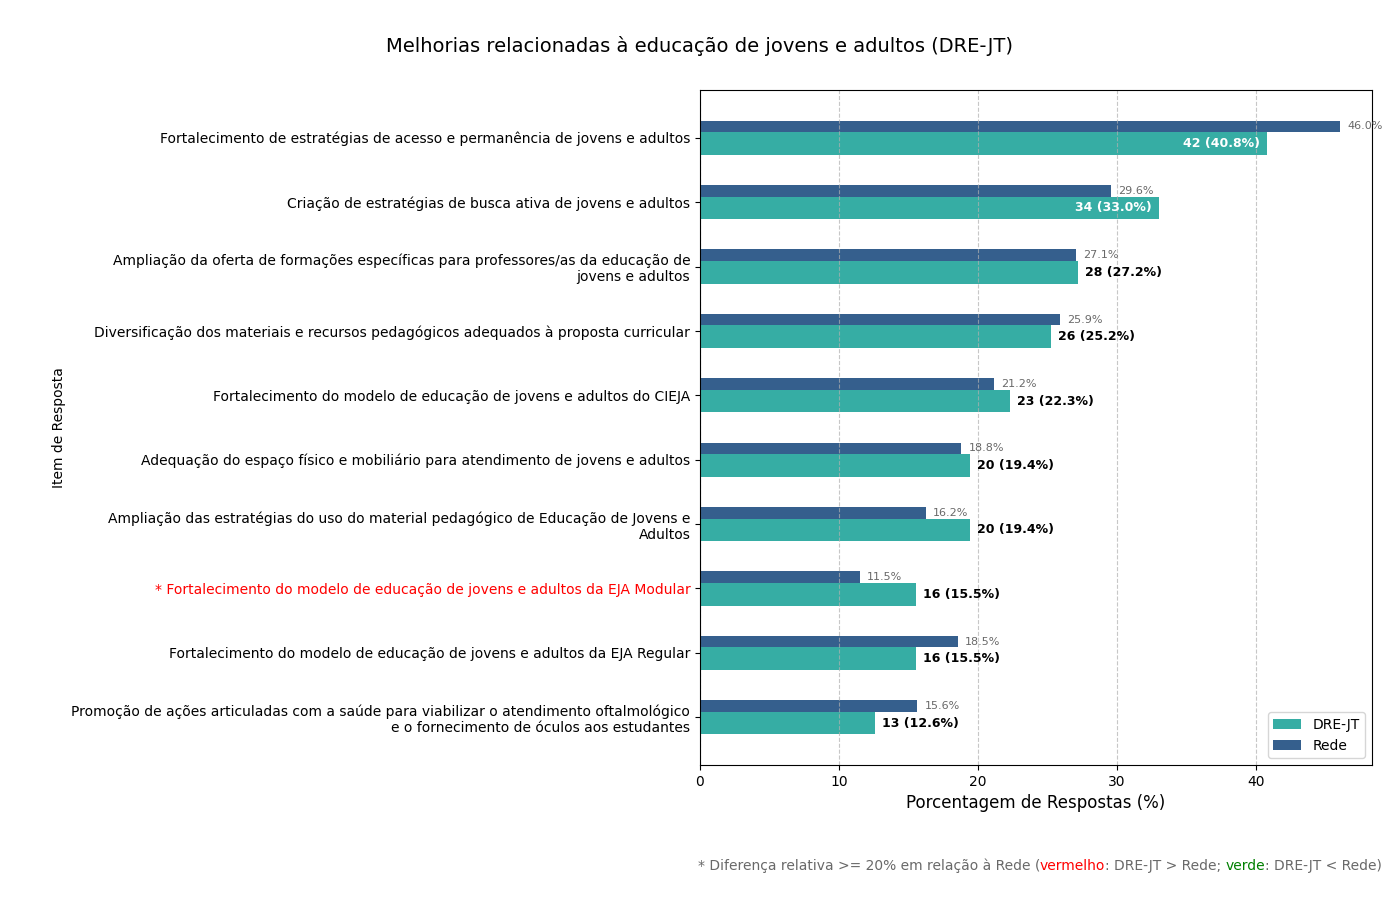 Melhorias relacionadas à educação de jovens e adultos (DRE-JT)
Fortalecimento de estratégias de acesso e permanência de jovens e adultos
46.0%
42 (40.8%)
Criação de estratégias de busca ativa de jovens e adultos
29.6%
34 (33.0%)
Ampliação da oferta de formações específicas para professores/as da educação de
jovens e adultos
27.1%
28 (27.2%)
Diversificação dos materiais e recursos pedagógicos adequados à proposta curricular
25.9%
26 (25.2%)
Fortalecimento do modelo de educação de jovens e adultos do CIEJA
21.2%
23 (22.3%)
Item de Resposta
Adequação do espaço físico e mobiliário para atendimento de jovens e adultos
18.8%
20 (19.4%)
Ampliação das estratégias do uso do material pedagógico de Educação de Jovens e
Adultos
16.2%
20 (19.4%)
* Fortalecimento do modelo de educação de jovens e adultos da EJA Modular
11.5%
16 (15.5%)
Fortalecimento do modelo de educação de jovens e adultos da EJA Regular
18.5%
16 (15.5%)
Promoção de ações articuladas com a saúde para viabilizar o atendimento oftalmológico
e o fornecimento de óculos aos estudantes
15.6%
13 (12.6%)
DRE-JT
Rede
0 10 20 30 40
Porcentagem de Respostas (%)
* Diferença relativa >= 20% em relação à Rede (vermelho: DRE-JT > Rede; verde: DRE-JT < Rede)